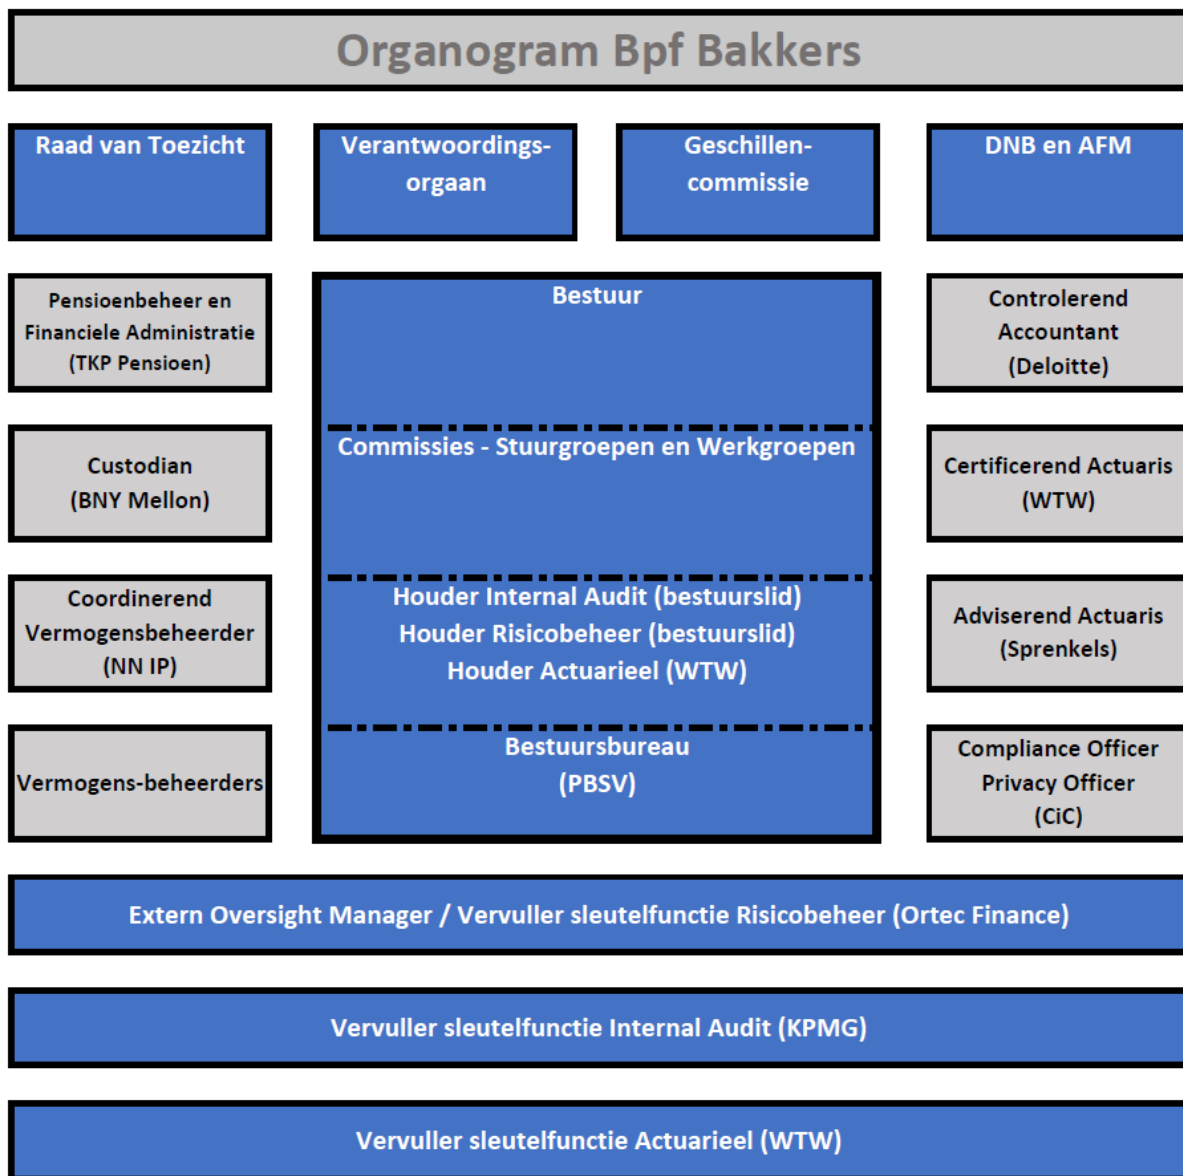 Organogram Bpf Bakkers
Raad van Toezicht
Verantwoordings-
orgaan
Geschillen-
commissie
DNB en AFM
Pensioenbeheer en
Financiele Administratie
(TKP Pensioen)
Bestuur
Controlerend
Accountant
(Deloitte)
Custodian
(BNY Mellon)
Commissies - Stuurgroepen en Werkgroepen
Certificerend Actuaris
(WTW)
Coordinerend
Vermogensbeheerder
(NN IP)
Houder Internal Audit (bestuurslid)
Houder Risicobeheer (bestuurslid)
Houder Actuarieel (WTW)
Adviserend Actuaris
(Sprenkels)
Vermogens-beheerders
Bestuursbureau
(PBSV)
Compliance Officer
Privacy Officer
(CiC)
Extern Oversight Manager / Vervuller sleutelfunctie Risicobeheer (Ortec Finance)
Vervuller sleutelfunctie Internal Audit (KPMG)
Vervuller sleutelfunctie Actuarieel (WTW)